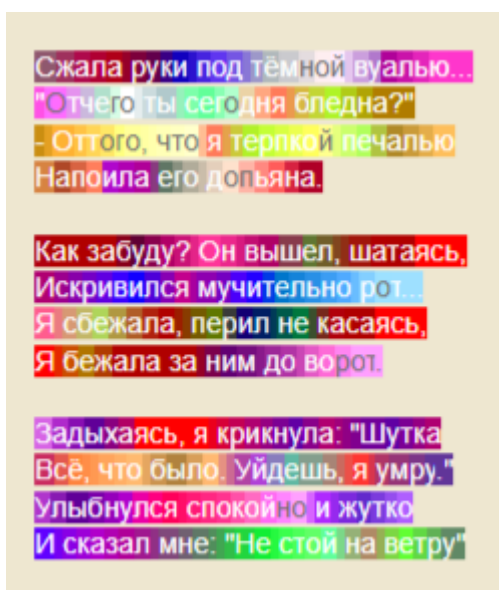 Сжала руки под тёмной вуалью...
"Отчего ты сегодня бледна?"
- Оттого, что я терпкой печалью
Напоила его допьяна.
Как забуду? Он вышел, шатаясь,
Искривился мучительно рот...
Я сбежала, перил не касаясь,
Я бежала за ним до ворот.
Задыхаясь, я крикнула: "Шутка
Всё, что было. Уйдешь, я умру."
Улыбнулся спокойно и жутко
И сказал мне: "Не стой на ветру"